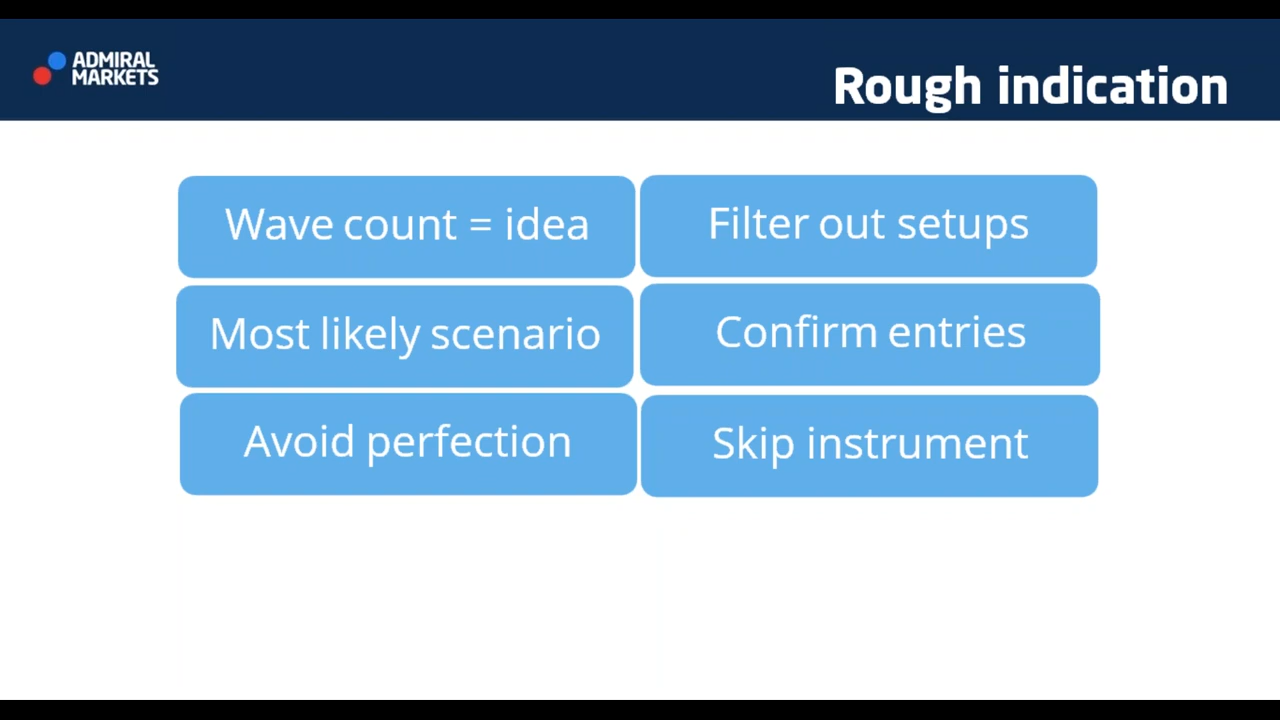 ADMIRAL
MARKETS
Rough indication
Wave count = idea
Filter out setups
Most likely scenario
Confirm entries
Avoid perfection
Skip instrument